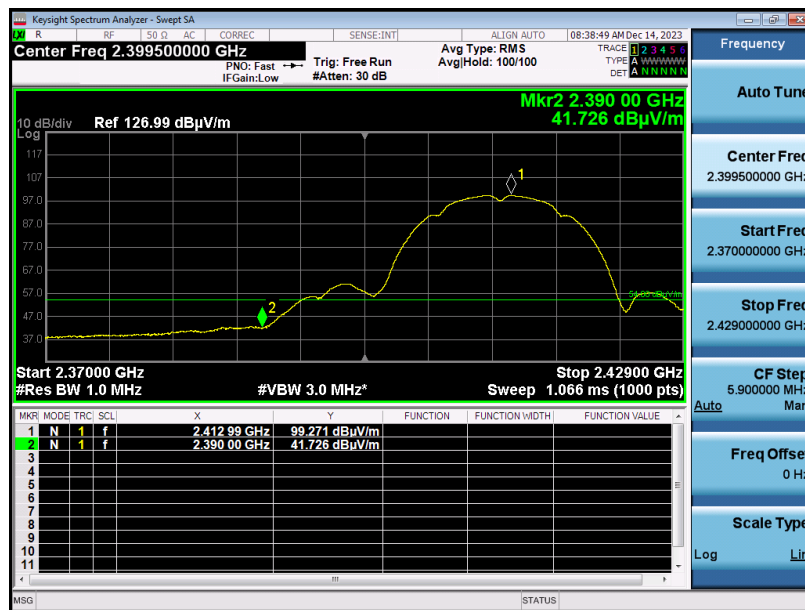 Keysight Spectrum Analyzer - Swept SA
LXI R RF 50 Ω AC CORREC SENSE:INT ALIGN AUTO 08:38:49 AM Dec 14, 2023
Center Freq 2.399500000 GHz
PNO: Fast
IFGain:Low
Trig: Free Run
#Atten: 30 dB
Avg Type: RMS
Avg|Hold: 100/100
TRACE 1 2 3 4 5 6
TYPE A W W W W W
DET A N N N N N
Mkr2 2.390 00 GHz
41.726 dBµV/m
10 dB/div
Log
Ref 126.99 dBµV/m
117
107
97.0
87.0
77.0
67.0
57.0
47.0
37.0
1
2
Start 2.37000 GHz
Stop 2.42900 GHz
#Res BW 1.0 MHz
#VBW 3.0 MHz*
Sweep 1.066 ms (1000 pts)
MKR MODE TRC SCL X Y FUNCTION FUNCTION WIDTH FUNCTION VALUE
1 N 1 f 2.412 99 GHz 99.271 dBµV/m
2 N 1 f 2.390 00 GHz 41.726 dBµV/m
3
4
5
6
7
8
9
10
11
MSG
STATUS
Frequency
Auto Tune
Center Freq
2.399500000 GHz
Start Freq
2.370000000 GHz
Stop Freq
2.429000000 GHz
CF Step
5.900000 MHz
Auto Man
Freq Offset
0 Hz
Scale Type
Log Lin